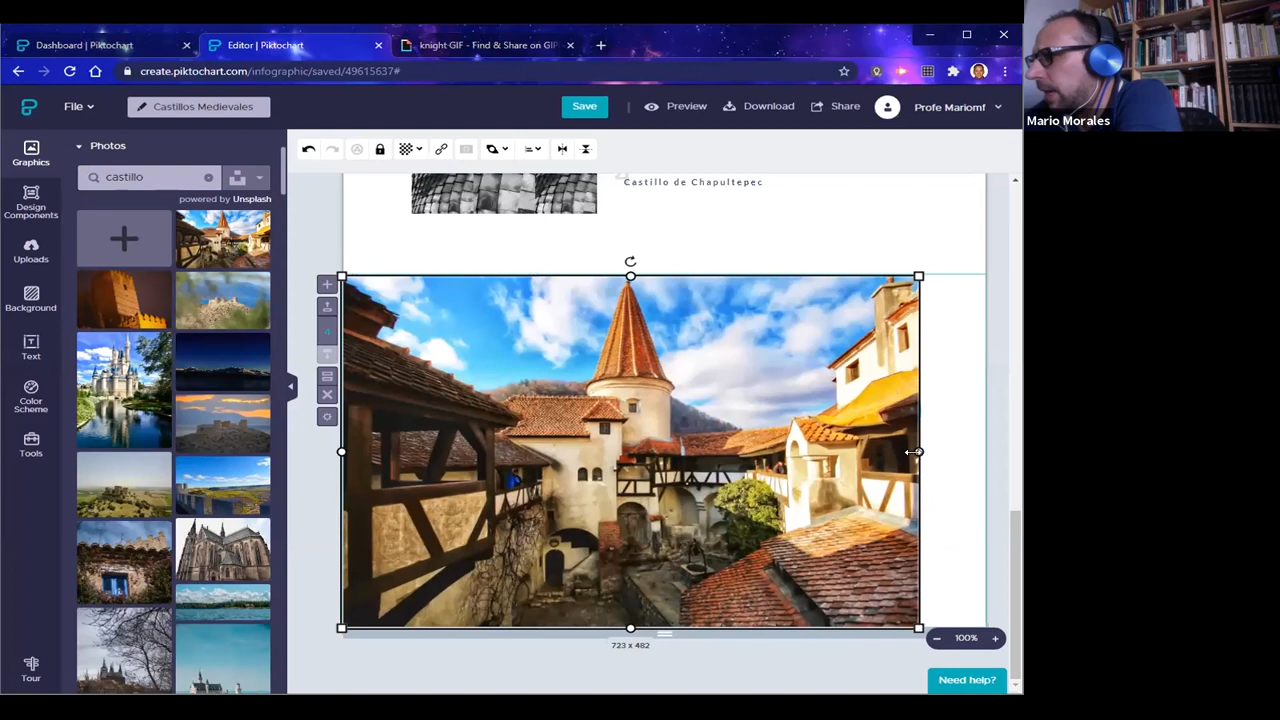 Dashboard | Piktochart
Editor | Piktochart
knight GIF - Find & Share on GIP
create.piktochart.com/infographic/saved/49615637#
File
Castillos Medievales
Save
Preview
Download
Share
Profe Mariomf
Mario Morales
Graphics
Photos
castillo
powered by Unsplash
Design
Components
Uploads
Background
Text
Color
Scheme
Tools
Tour
Castillo de Chapultepec
4
723 x 482
100%
Need help?